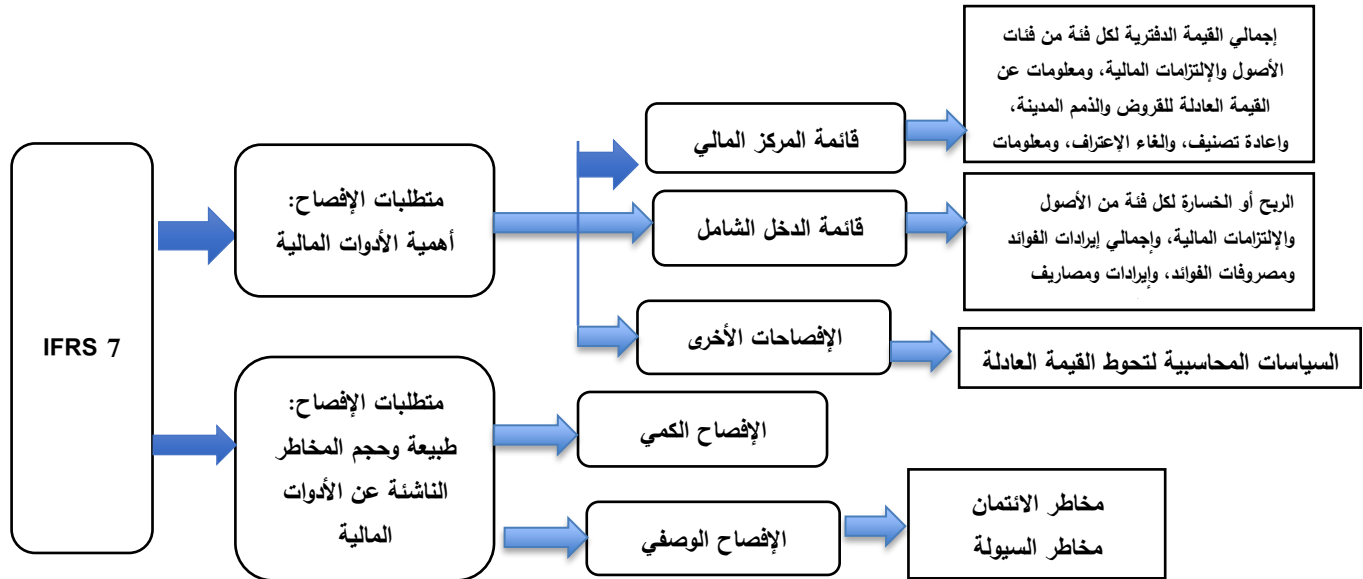 IFRS 7
متطلبات الإفصاح:
أهمية الأدوات المالية
قائمة المركز المالي
إجمالي القيمة الدفترية لكل فئة من فئات
الأصول والإلتزامات المالية، ومعلومات عن
القيمة العادلة للقروض والذمم المدينة،
واعادة تصنيف، والغاء الإعتراف، ومعلومات
قائمة الدخل الشامل
الربح أو الخسارة لكل فئة من الأصول
والإلتزامات المالية، وإجمالي إيرادات الفوائد
ومصروفات الفوائد، وإيرادات ومصاريف
الإفصاحات الأخرى
السياسات المحاسبية لتحوط القيمة العادلة
متطلبات الإفصاح:
طبيعة وحجم المخاطر
الناشئة عن الأدوات
المالية
الإفصاح الكمي
الإفصاح الوصفي
مخاطر الائتمان
مخاطر السيولة